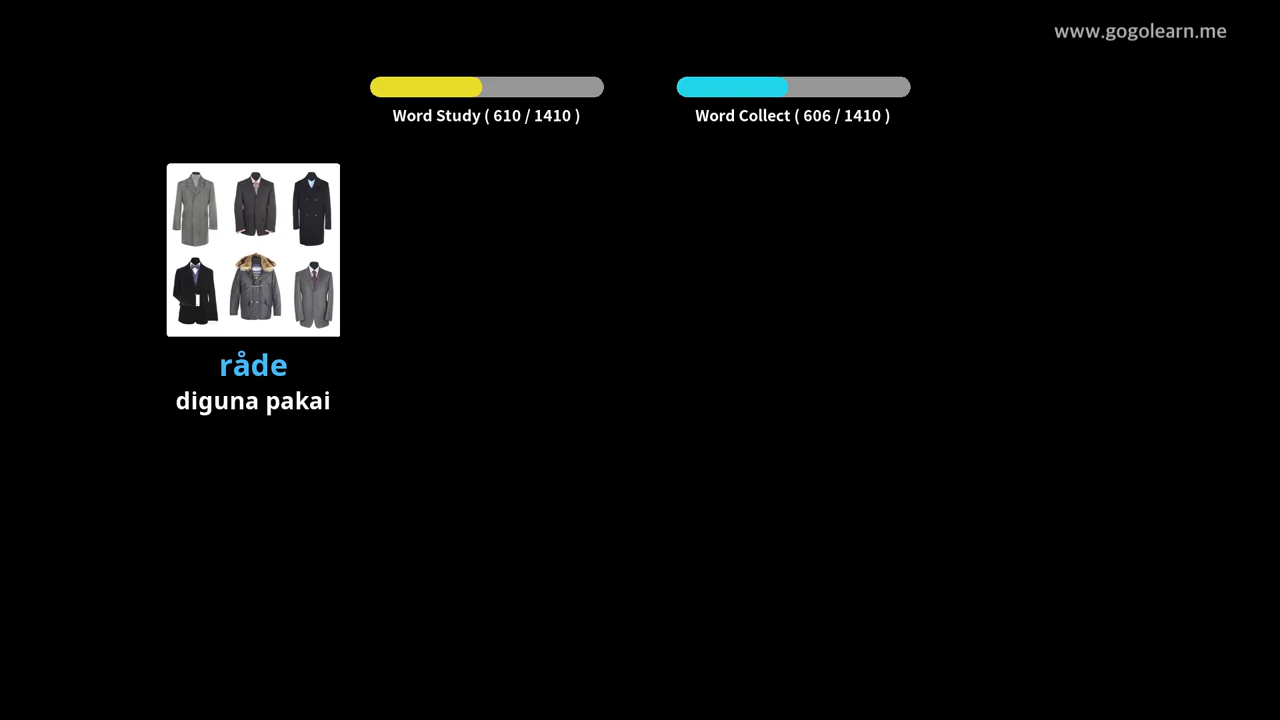 www.gogolearn.me
Word Study ( 610 / 1410 )
Word Collect ( 606 / 1410 )
råde
diguna pakai